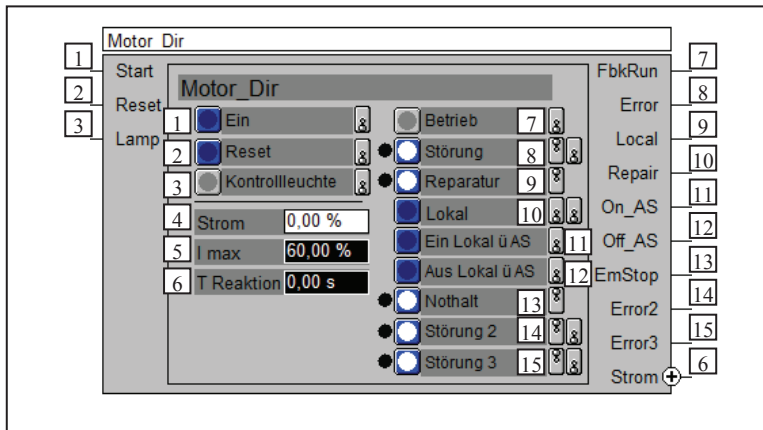 Motor_Dir
1 Start
2 Reset
3 Lamp
Motor_Dir
1 Ein
2 Reset
3 Kontrollleuchte
4 Strom 0,00 %
5 I max 60,00 %
6 T Reaktion 0,00 s
Betrieb 7
Störung 8
Reparatur 9
Lokal 10
Ein Lokal ü AS 11
Aus Lokal ü AS 12
Nothalt 13
Störung 2 14
Störung 3 15
FbkRun 7
Error 8
Local 9
Repair 10
On_AS 11
Off_AS 12
EmStop 13
Error2 14
Error3 15
Strom 6